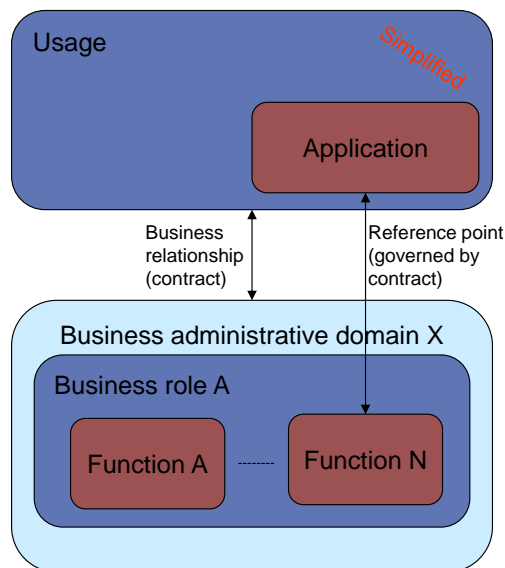 Usage
Simplified
Application
Business
relationship
(contract)
Reference point
(governed by
contract)
Business administrative domain X
Business role A
Function A
Function N